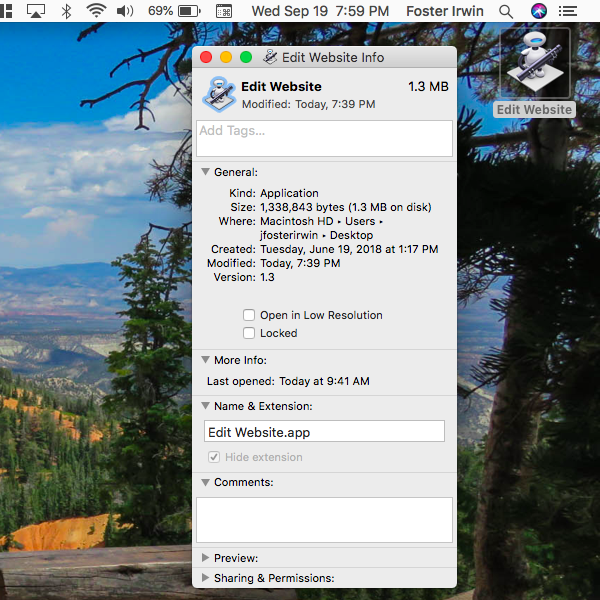 69% Wed Sep 19 7:59 PM Foster Irwin
Edit Website Info
Edit Website 1.3 MB
Modified: Today, 7:39 PM
Edit Website
Add Tags...
General:
Kind: Application
Size: 1,338,843 bytes (1.3 MB on disk)
Where: Macintosh HD ▸ Users ▸
jfosterirwin ▸ Desktop
Created: Tuesday, June 19, 2018 at 1:17 PM
Modified: Today, 7:39 PM
Version: 1.3
Open in Low Resolution
Locked
More Info:
Last opened: Today at 9:41 AM
Name & Extension:
Edit Website.app
Hide extension
Comments:
Preview:
Sharing & Permissions: